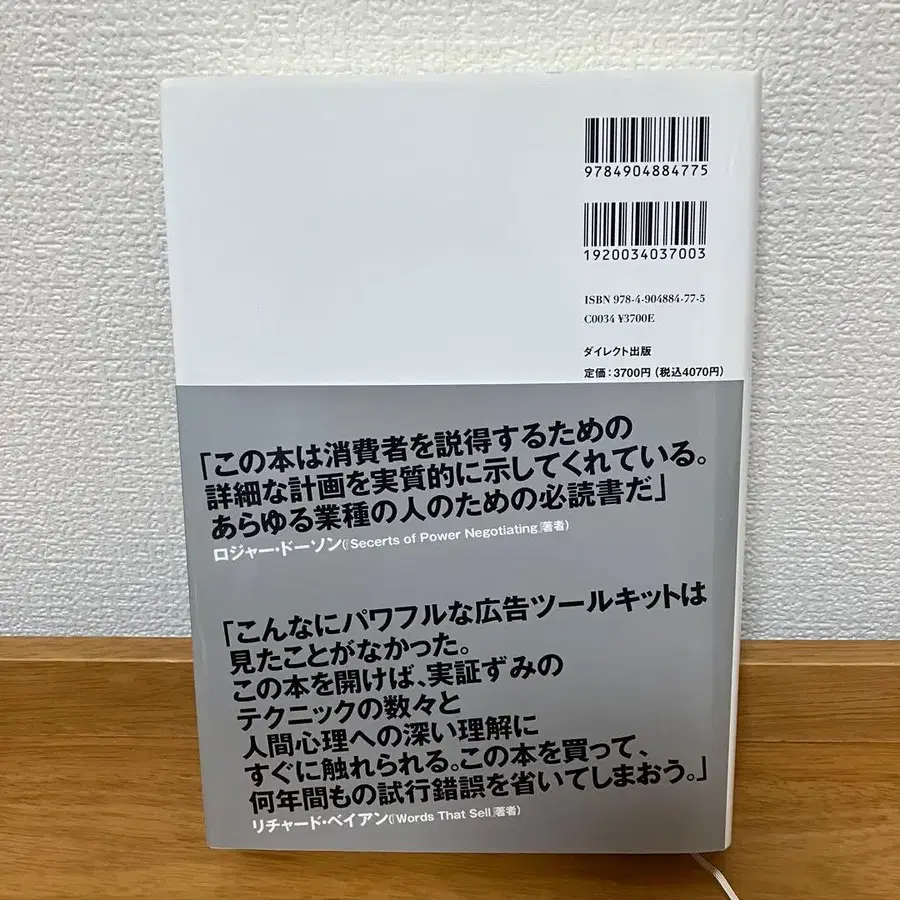 9784904884775
1920034037003
ISBN 978-4-904884-77-5
C0034 ¥3700E
ダイレクト出版
定価：3700円（税込4070円）
「この本は消費者を説得するための
詳細な計画を実質的に示してくれている。
あらゆる業種の人のための必読書だ」
ロジャー・ドーソン（『Secerts of Power Negotiating』著者）
「こんなにパワフルな広告ツールキットは
見たことがなかった。
この本を開けば、実証ずみの
テクニックの数々と
人間心理への深い理解に
すぐに触れられる。この本を買って、
何年間もの試行錯誤を省いてしまおう。」
リチャード・ベイアン（『Words That Sell』著者）